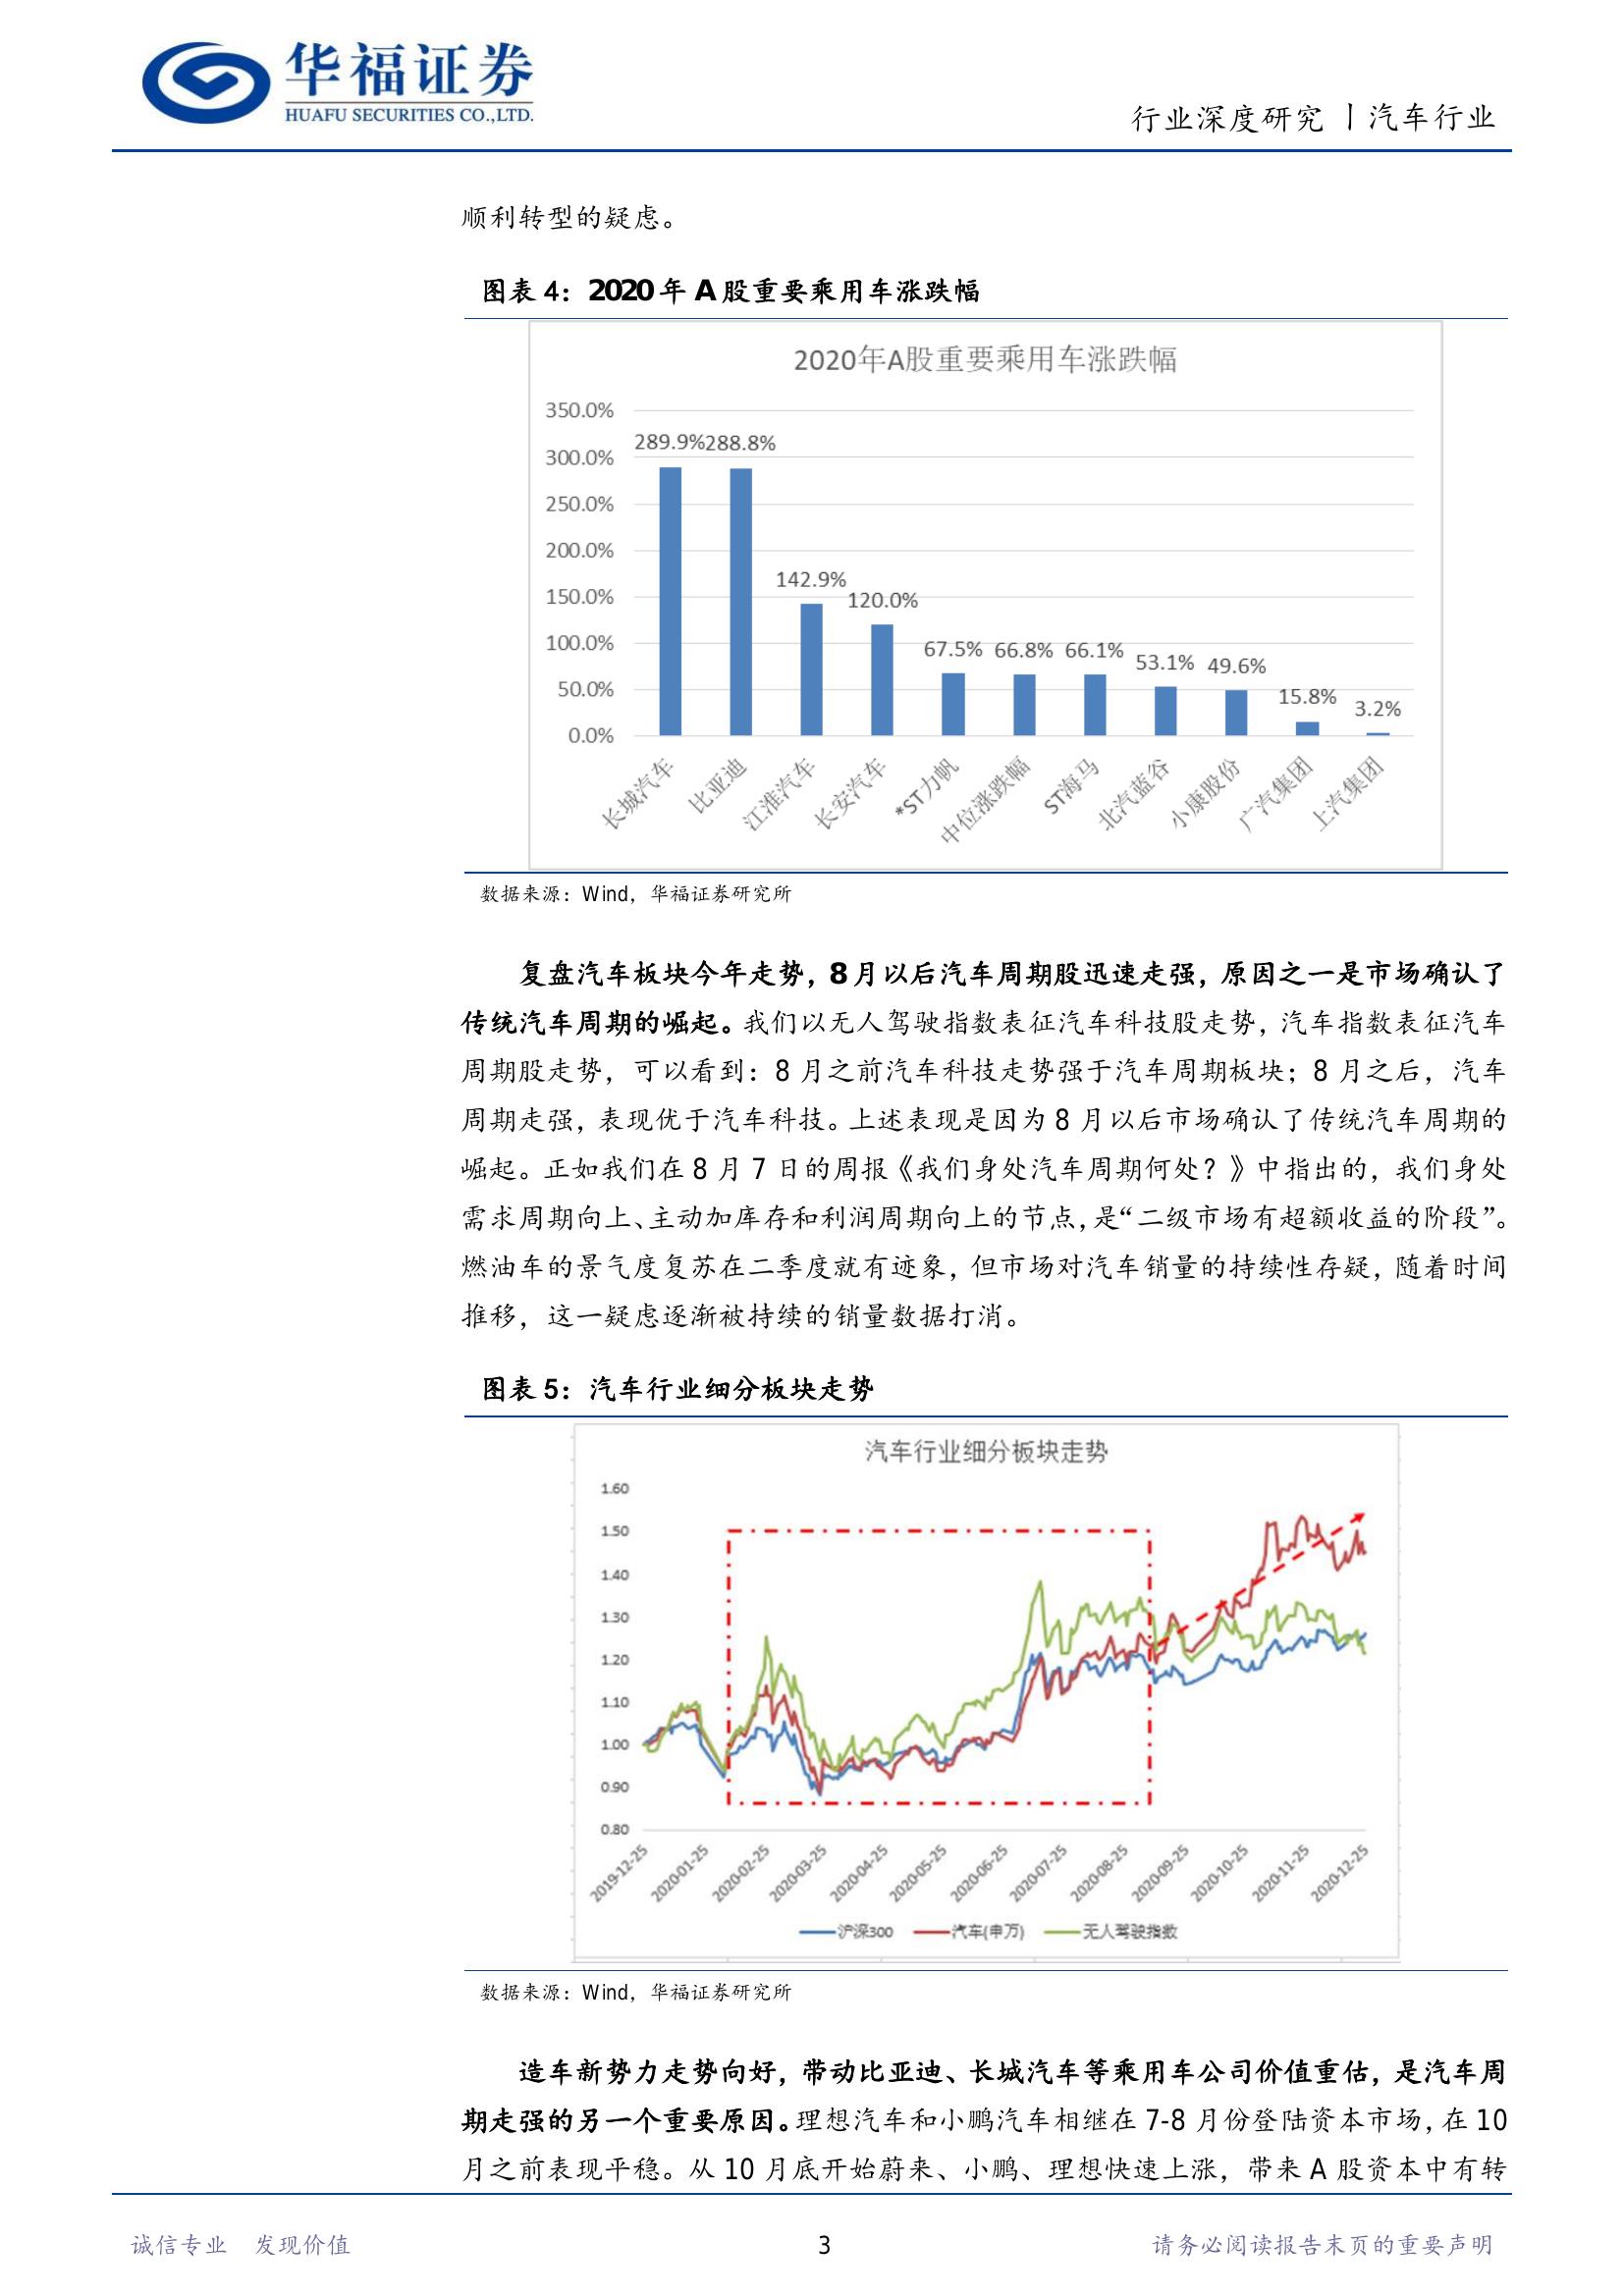 华福证券
HUAFU SECURITIES CO.,LTD.
行业深度研究丨汽车行业
顺利转型的疑虑。
图表 4：2020 年 A 股重要乘用车涨跌幅
2020年A股重要乘用车涨跌幅
350.0%
300.0%
250.0%
200.0%
150.0%
100.0%
50.0%
0.0%
289.9% 288.8% 142.9% 120.0% 67.5% 66.8% 66.1% 53.1% 49.6% 15.8% 3.2%
长城汽车 比亚迪 江淮汽车 长安汽车 *ST力帆 中位涨跌幅 ST海马 北汽蓝谷 小康股份 广汽集团 上汽集团
数据来源：Wind，华福证券研究所
复盘汽车板块今年走势，8 月以后汽车周期股迅速走强，原因之一是市场确认了
传统汽车周期的崛起。我们以无人驾驶指数表征汽车科技股走势，汽车指数表征汽车
周期股走势，可以看到：8 月之前汽车科技走势强于汽车周期板块；8 月之后，汽车
周期走强，表现优于汽车科技。上述表现是因为 8 月以后市场确认了传统汽车周期的
崛起。正如我们在 8 月 7 日的周报《我们身处汽车周期何处？》中指出的，我们身处
需求周期向上、主动加库存和利润周期向上的节点，是“二级市场有超额收益的阶段”。
燃油车的景气度复苏在二季度就有迹象，但市场对汽车销量的持续性存疑，随着时间
推移，这一疑虑逐渐被持续的销量数据打消。
图表 5：汽车行业细分板块走势
汽车行业细分板块走势
1.60
1.50
1.40
1.30
1.20
1.10
1.00
0.90
0.80
2019-12-25 2020-01-25 2020-02-25 2020-03-25 2020-04-25 2020-05-25 2020-06-25 2020-07-25 2020-08-25 2020-09-25 2020-10-25 2020-11-25 2020-12-25
沪深300 汽车(申万) 无人驾驶指数
数据来源：Wind，华福证券研究所
造车新势力走势向好，带动比亚迪、长城汽车等乘用车公司价值重估，是汽车周
期走强的另一个重要原因。理想汽车和小鹏汽车相继在 7-8 月份登陆资本市场，在 10
月之前表现平稳。从 10 月底开始蔚来、小鹏、理想快速上涨，带来 A 股资本中有转
诚信专业 发现价值
3
请务必阅读报告末页的重要声明